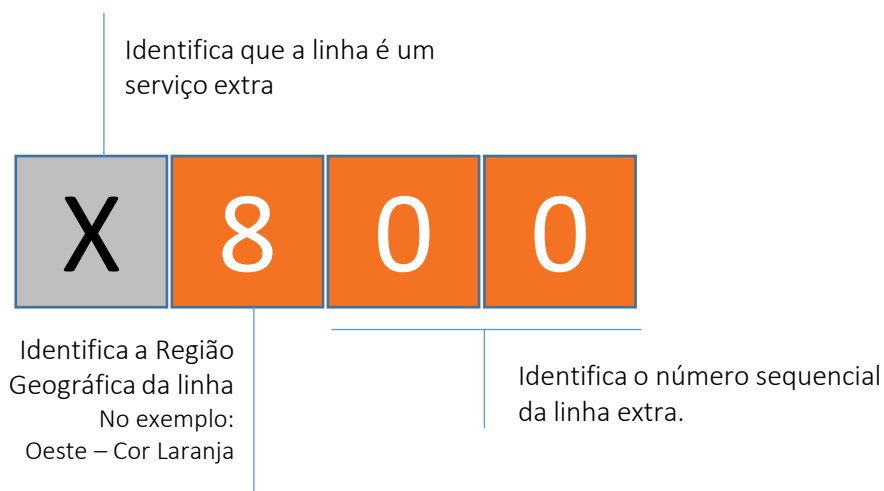 Identifica que a linha é um
serviço extra
X 8 0 0
Identifica a Região
Geográfica da linha
No exemplo:
Oeste – Cor Laranja
Identifica o número sequencial
da linha extra.